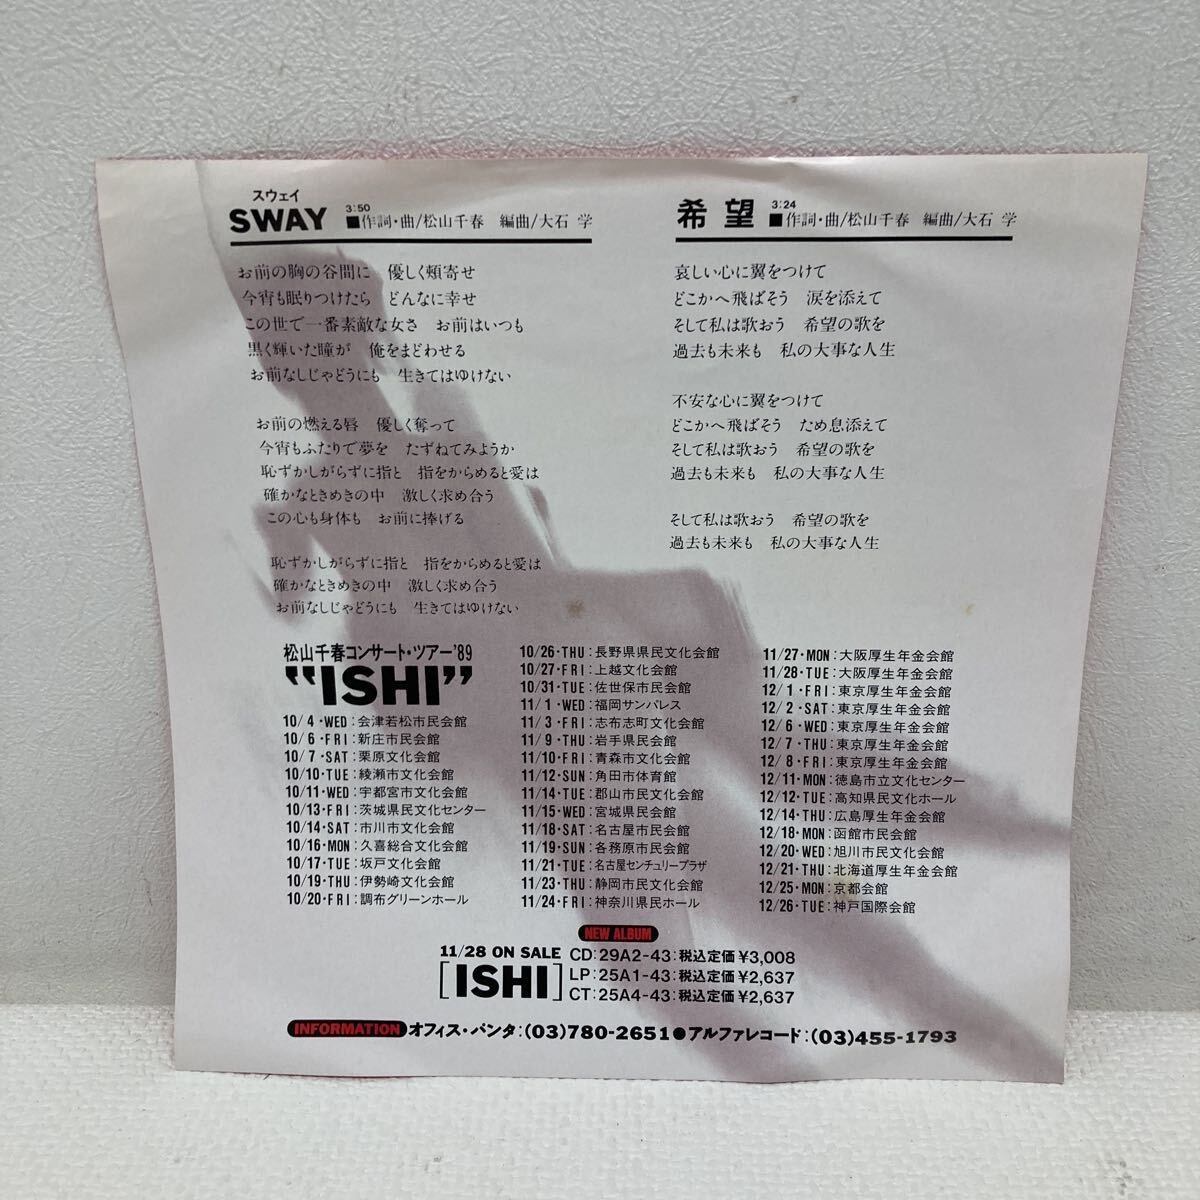 スウェイ
SWAY 3:50 ■作詞・曲/松山千春 編曲/大石 学
お前の胸の谷間に 優しく頬寄せ
今宵も眠りつけたら どんなに幸せ
この世で一番素敵な女さ お前はいつも
黒く輝いた瞳が 俺をまどわせる
お前なしじゃどうにも 生きてはゆけない
お前の燃える唇 優しく奪って
今宵もふたりで夢を たずねてみようか
恥ずかしがらずに指と 指をからめると愛は
確かなときめきの中 激しく求め合う
この心も身体も お前に捧げる
恥ずかしがらずに指と 指をからめると愛は
確かなときめきの中 激しく求め合う
お前なしじゃどうにも 生きてはゆけない
希望 3:24 ■作詞・曲/松山千春 編曲/大石 学
哀しい心に翼をつけて
どこかへ飛ばそう 涙を添えて
そして私は歌おう 希望の歌を
過去も未来も 私の大事な人生
不安な心に翼をつけて
どこかへ飛ばそう ため息添えて
そして私は歌おう 希望の歌を
過去も未来も 私の大事な人生
そして私は歌おう 希望の歌を
過去も未来も 私の大事な人生
松山千春コンサート・ツアー'89
“ISHI”
10/4・WED:会津若松市民会館
10/6・FRI:新庄市民会館
10/7・SAT:栗原文化会館
10/10・TUE:綾瀬市文化会館
10/11・WED:宇都宮市文化会館
10/13・FRI:茨城県民文化センター
10/14・SAT:市川市文化会館
10/16・MON:久喜総合文化会館
10/17・TUE:坂戸文化会館
10/19・THU:伊勢崎文化会館
10/20・FRI:調布グリーンホール
10/26・THU:長野県県民文化会館
10/27・FRI:上越文化会館
10/31・TUE:佐世保市民会館
11/1・WED:福岡サンパレス
11/3・FRI:志布志町文化会館
11/9・THU:岩手県民会館
11/10・FRI:青森市文化会館
11/12・SUN:角田市体育館
11/14・TUE:郡山市民文化会館
11/15・WED:宮城県民会館
11/18・SAT:名古屋市民会館
11/19・SUN:各務原市民会館
11/21・TUE:名古屋センチュリープラザ
11/23・THU:静岡市民文化会館
11/24・FRI:神奈川県民ホール
11/27・MON:大阪厚生年金会館
11/28・TUE:大阪厚生年金会館
12/1・FRI:東京厚生年金会館
12/2・SAT:東京厚生年金会館
12/6・WED:東京厚生年金会館
12/7・THU:東京厚生年金会館
12/8・FRI:東京厚生年金会館
12/11・MON:徳島市立文化センター
12/12・TUE:高知県民文化ホール
12/14・THU:広島厚生年金会館
12/18・MON:函館市民会館
12/20・WED:旭川市民文化会館
12/21・THU:北海道厚生年金会館
12/25・MON:京都会館
12/26・TUE:神戸国際会館
NEW ALBUM
11/28 ON SALE CD:29A2-43:税込定価¥3,008
[ISHI] LP:25A1-43:税込定価¥2,637
CT:25A4-43:税込定価¥2,637
INFORMATION オフィス・パンタ:(03)780-2651●アルファレコード:(03)455-1793